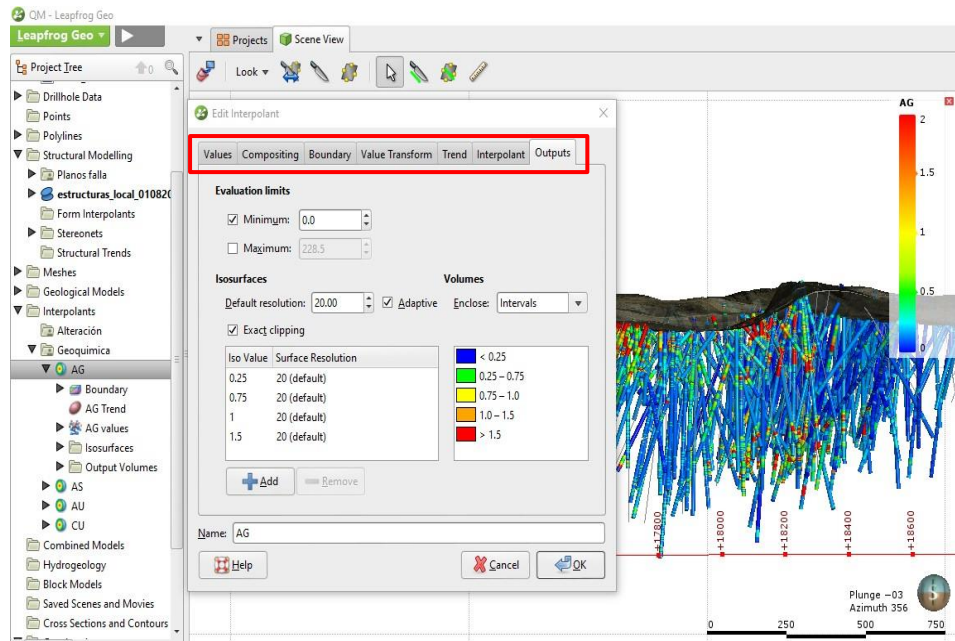 QM - Leapfrog Geo
Leapfrog Geo
Projects
Scene View
Project Tree
0
Look
Drillhole Data
Points
Polylines
Structural Modelling
Planos falla
estructuras_local_01082
Form Interpolants
Stereonets
Structural Trends
Meshes
Geological Models
Interpolants
Alteración
Geoquimica
AG
Boundary
AG Trend
AG values
Isosurfaces
Output Volumes
AS
AU
CU
Combined Models
Hydrogeology
Block Models
Saved Scenes and Movies
Cross Sections and Contours
Edit Interpolant
Values Compositing Boundary Value Transform Trend Interpolant Outputs
Evaluation limits
Minimum: 0.0
Maximum: 228.5
Isosurfaces
Default resolution: 20.00 Adaptive
Exact clipping
Iso Value Surface Resolution
0.25 20 (default)
0.75 20 (default)
1 20 (default)
1.5 20 (default)
Add Remove
Volumes
Enclose: Intervals
< 0.25
0.25 – 0.75
0.75 – 1.0
1.0 – 1.5
> 1.5
Name: AG
Help Cancel OK
AG
2
1.5
1
0.5
0
+17800
+18000
+18200
+18400
+18600
Plunge −03
Azimuth 356
0 250 500 750